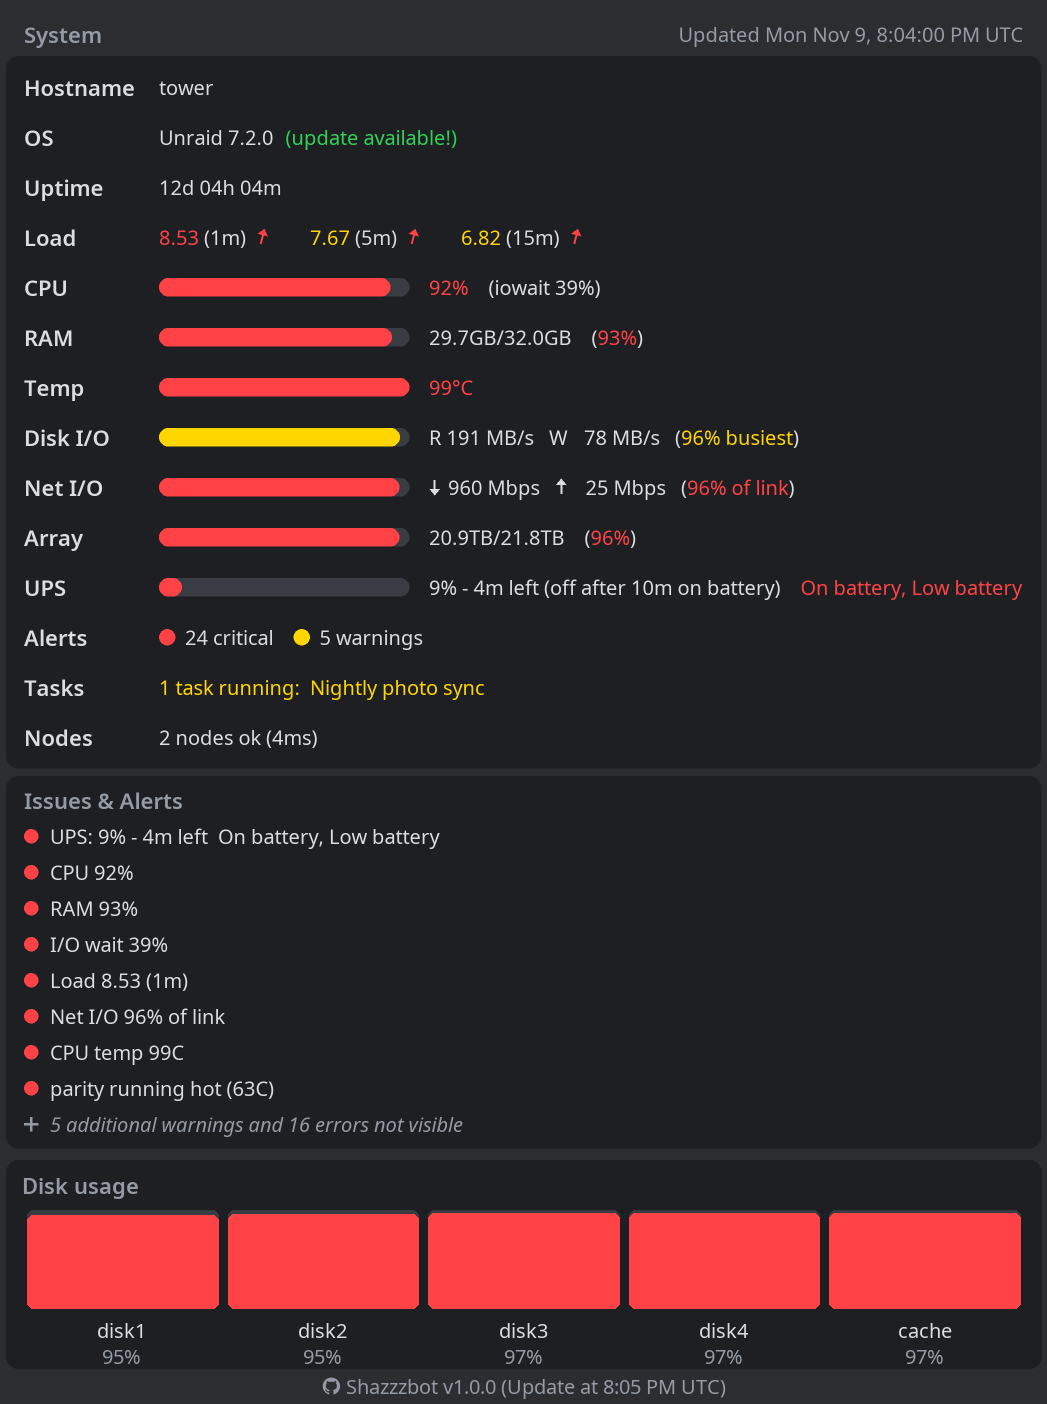 System Updated Mon Nov 9, 8:04:00 PM UTC
Hostname tower
OS Unraid 7.2.0 (update available!)
Uptime 12d 04h 04m
Load 8.53 (1m) ↑ 7.67 (5m) ↑ 6.82 (15m) ↑
CPU 92% (iowait 39%)
RAM 29.7GB/32.0GB (93%)
Temp 99°C
Disk I/O R 191 MB/s W 78 MB/s (96% busiest)
Net I/O ↓ 960 Mbps ↑ 25 Mbps (96% of link)
Array 20.9TB/21.8TB (96%)
UPS 9% - 4m left (off after 10m on battery) On battery, Low battery
Alerts 24 critical 5 warnings
Tasks 1 task running: Nightly photo sync
Nodes 2 nodes ok (4ms)
Issues & Alerts
UPS: 9% - 4m left On battery, Low battery
CPU 92%
RAM 93%
I/O wait 39%
Load 8.53 (1m)
Net I/O 96% of link
CPU temp 99C
parity running hot (63C)
+ 5 additional warnings and 16 errors not visible
Disk usage
disk1 disk2 disk3 disk4 cache
95% 95% 97% 97% 97%
Shazzzbot v1.0.0 (Update at 8:05 PM UTC)